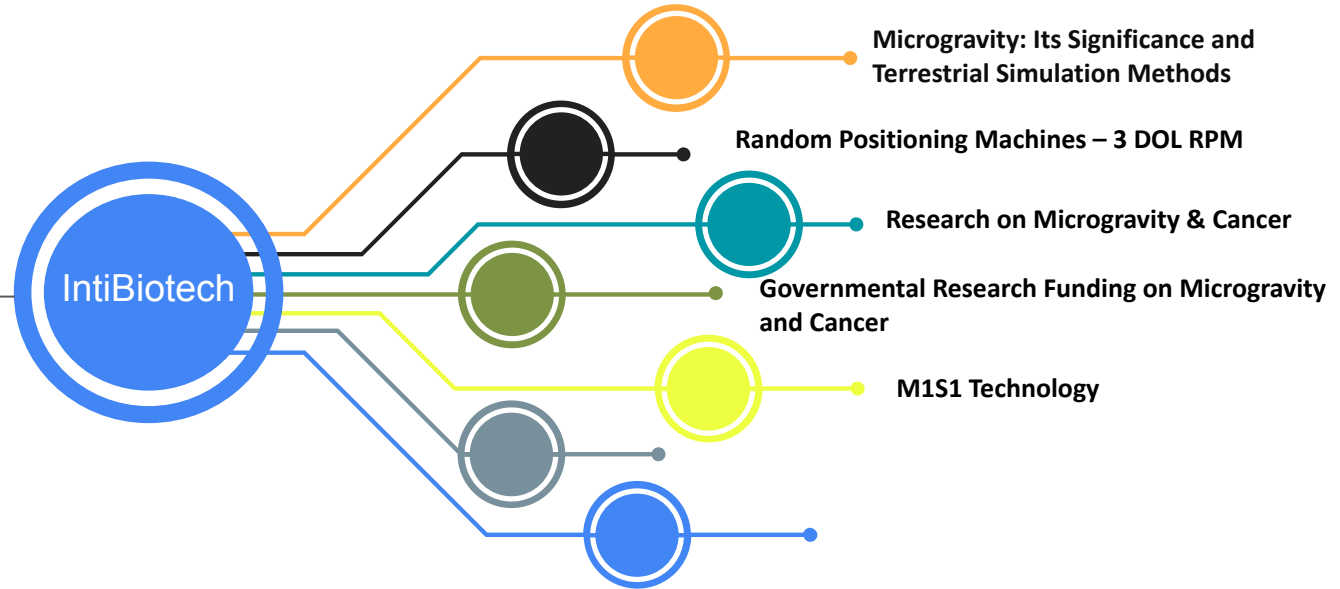 Microgravity: Its Significance and
Terrestrial Simulation Methods
Random Positioning Machines – 3 DOL RPM
Research on Microgravity & Cancer
IntiBiotech
Governmental Research Funding on Microgravity
and Cancer
M1S1 Technology